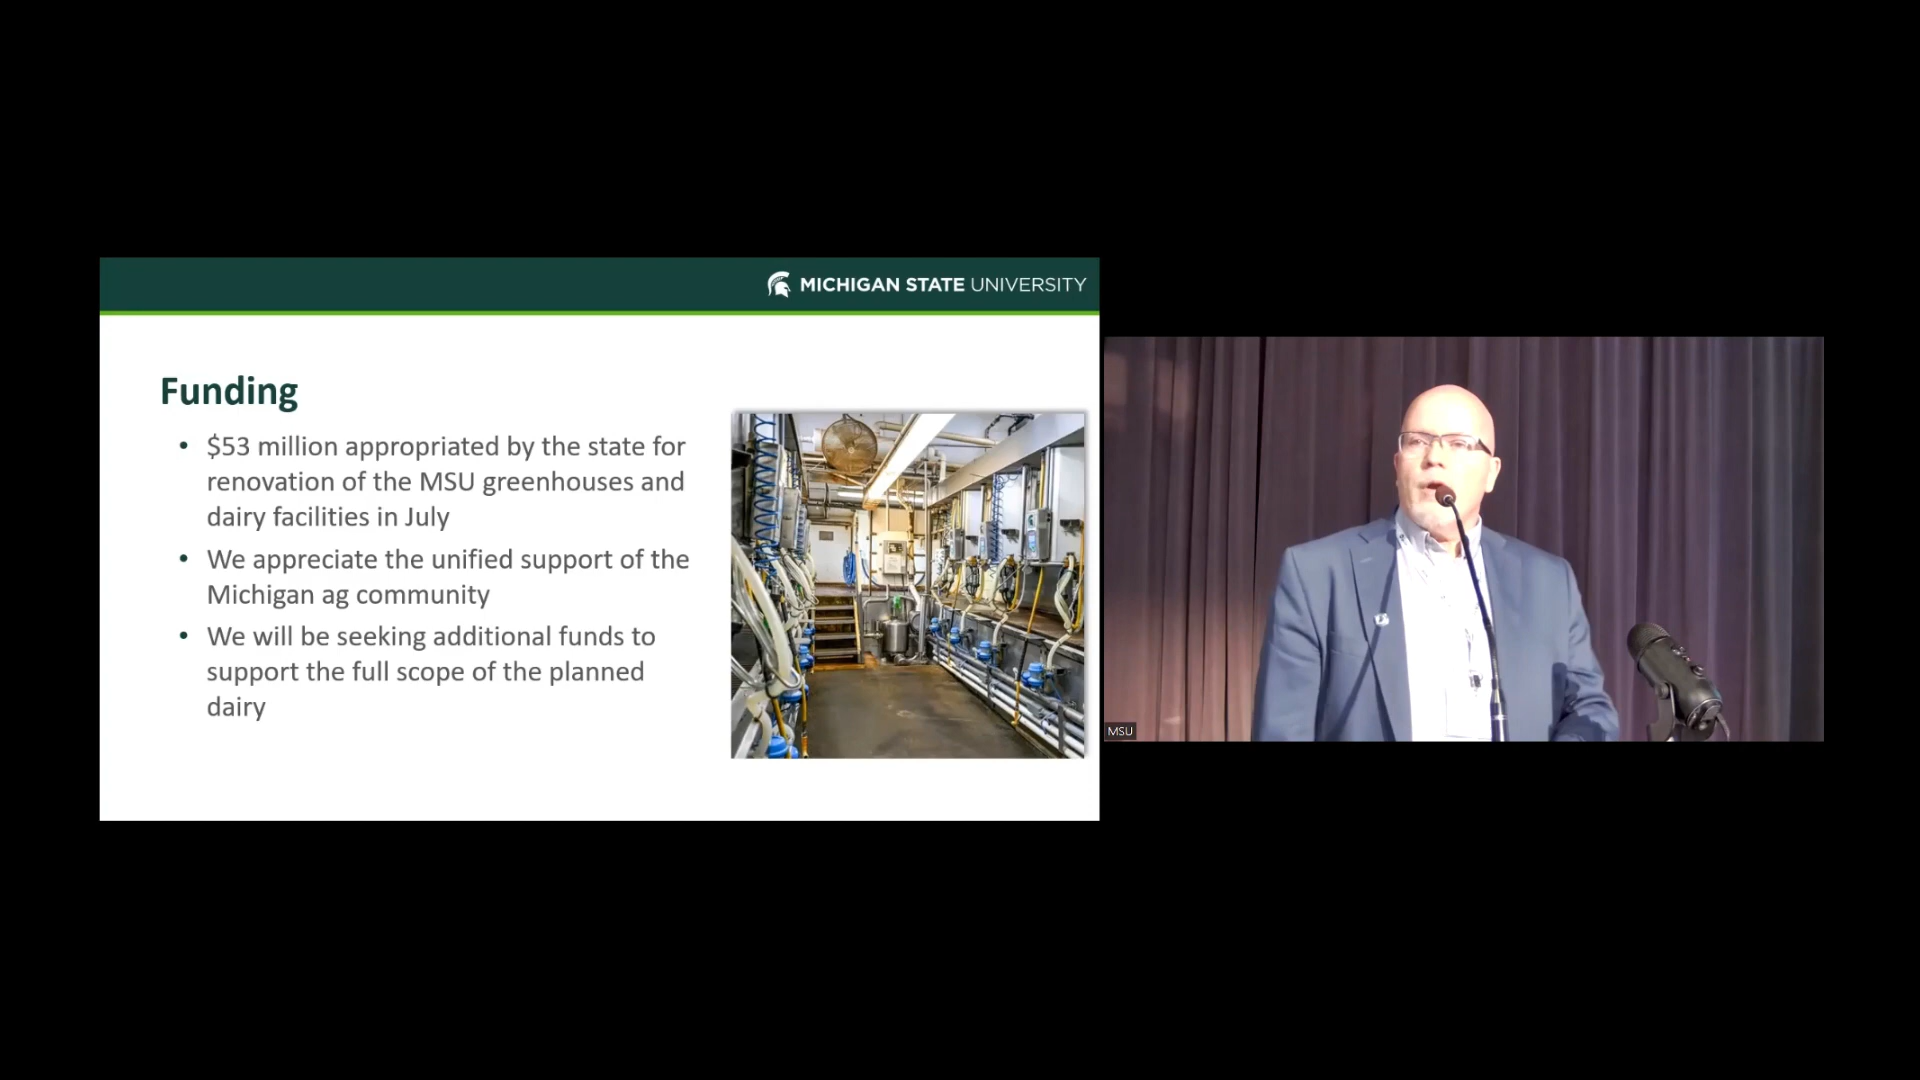 MICHIGAN STATE UNIVERSITY
Funding
• $53 million appropriated by the state for
renovation of the MSU greenhouses and
dairy facilities in July
• We appreciate the unified support of the
Michigan ag community
• We will be seeking additional funds to
support the full scope of the planned
dairy
MSU